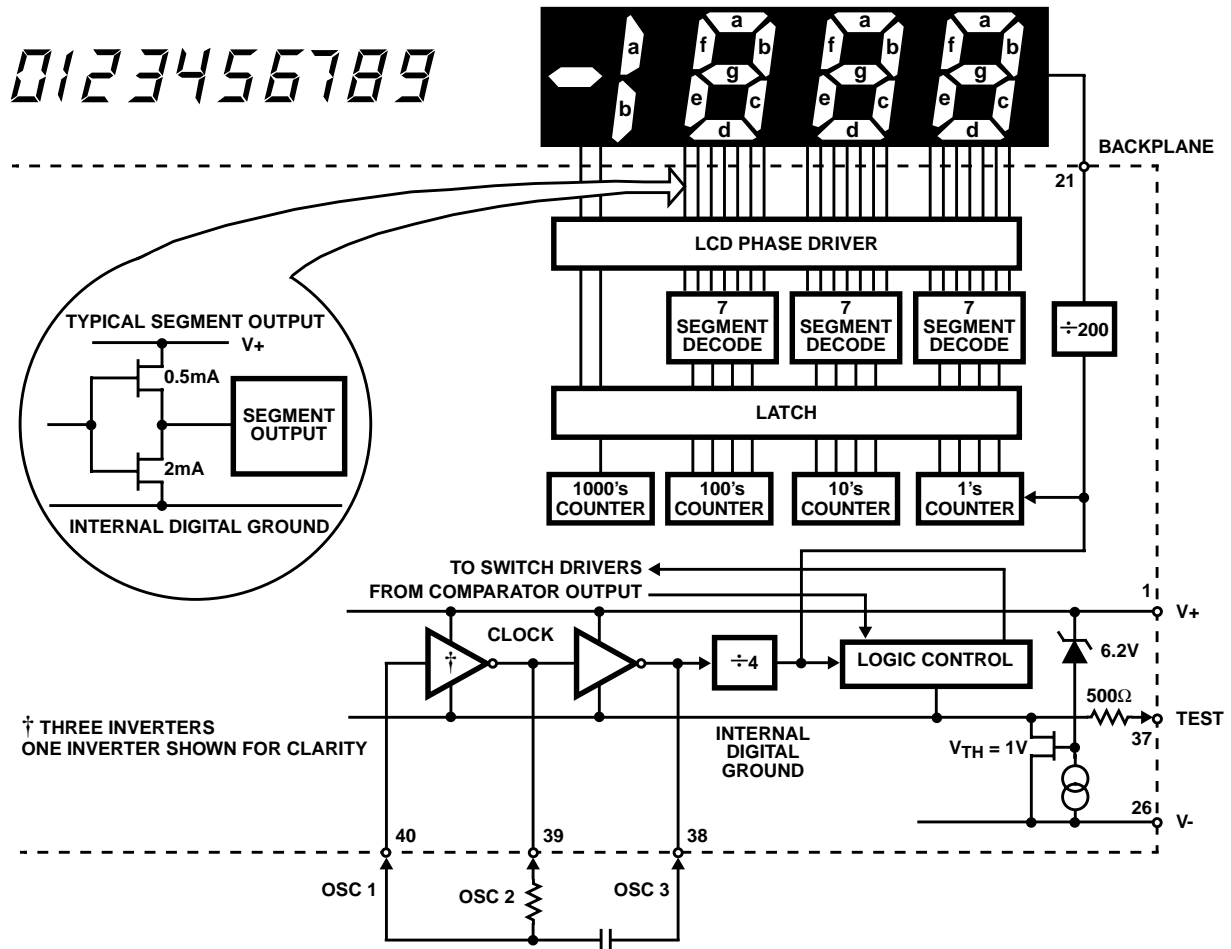 0123456789
a
b
a
f
b
g
e
c
d
a
f
b
g
e
c
d
a
f
b
g
e
c
d
BACKPLANE
21
LCD PHASE DRIVER
7
SEGMENT
DECODE
7
SEGMENT
DECODE
7
SEGMENT
DECODE
÷200
LATCH
1000's
COUNTER
100's
COUNTER
10's
COUNTER
1's
COUNTER
TYPICAL SEGMENT OUTPUT
V+
0.5mA
SEGMENT
OUTPUT
2mA
INTERNAL DIGITAL GROUND
TO SWITCH DRIVERS
FROM COMPARATOR OUTPUT
1
V+
CLOCK
†
÷4
LOGIC CONTROL
6.2V
500Ω
TEST
37
† THREE INVERTERS
ONE INVERTER SHOWN FOR CLARITY
INTERNAL
DIGITAL
GROUND
VTH = 1V
26
V-
40
39
38
OSC 1
OSC 2
OSC 3